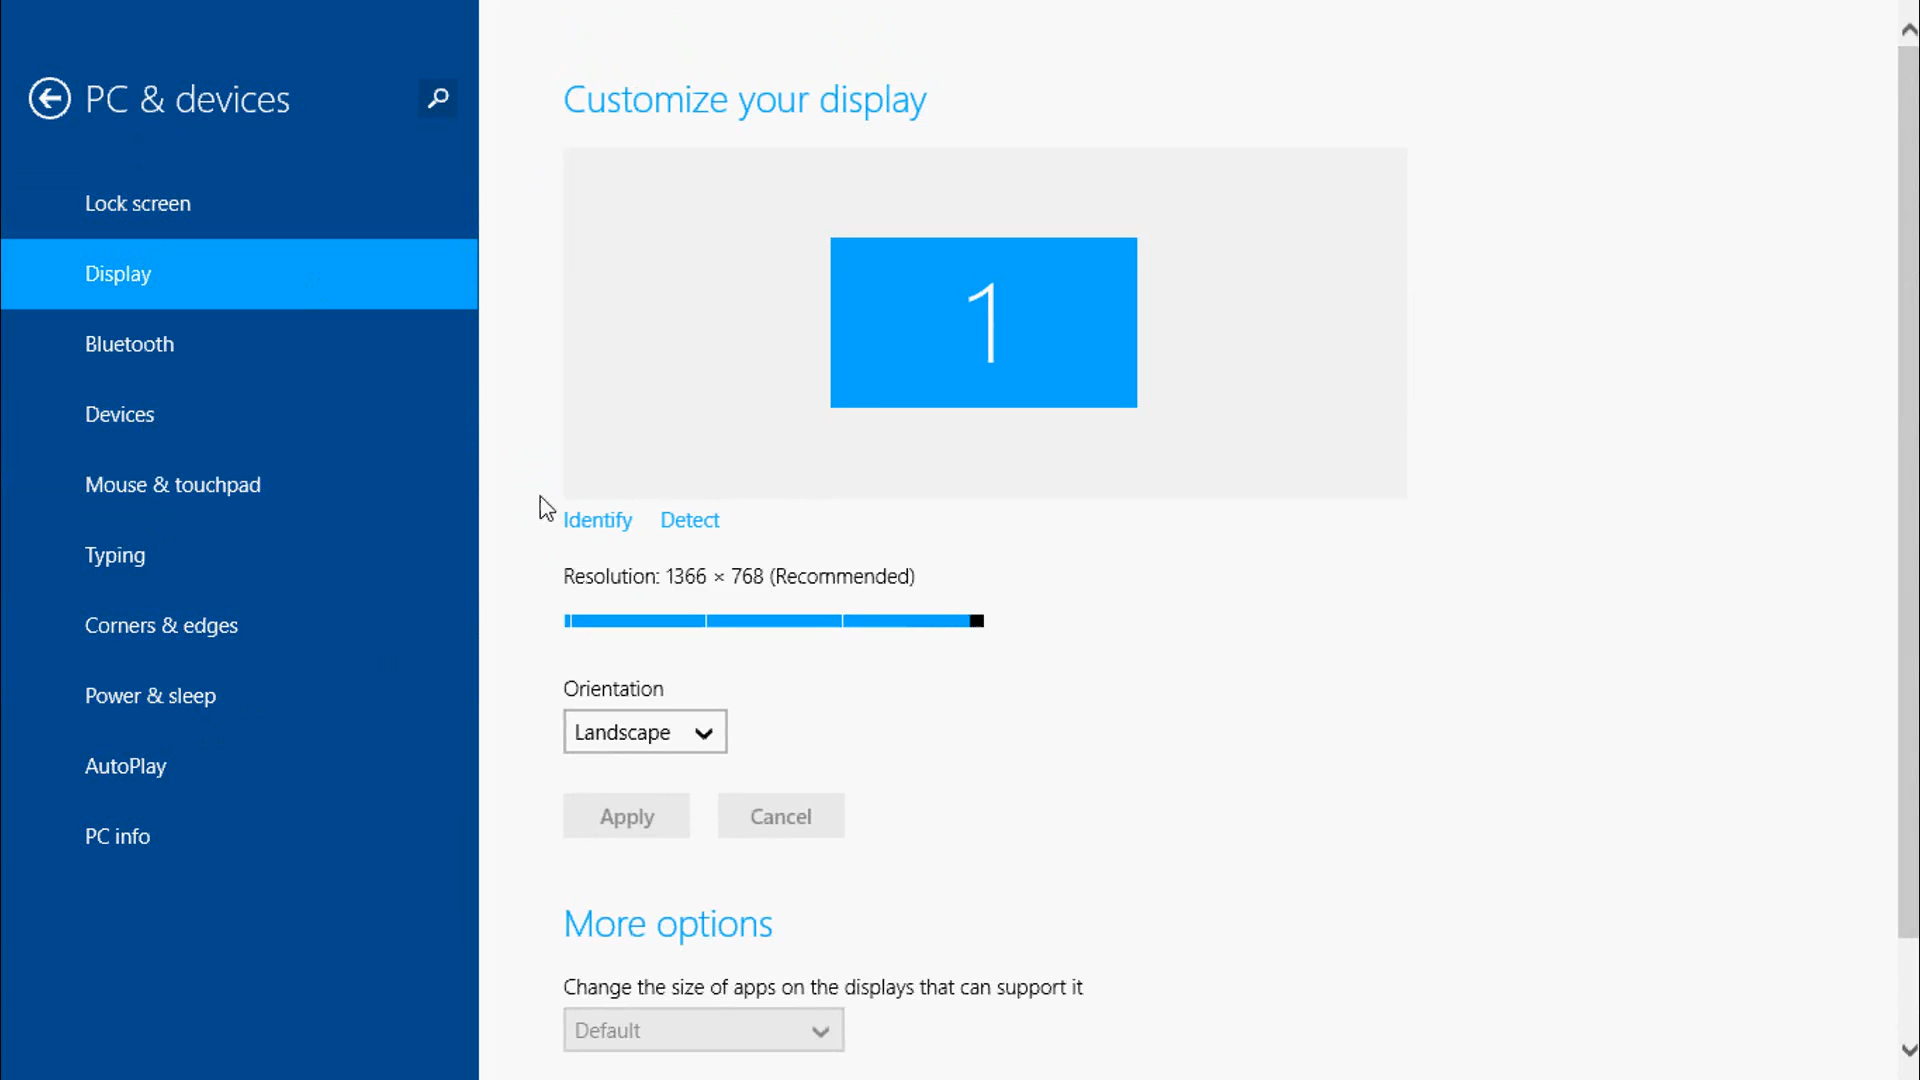 PC & devices
Lock screen
Display
Bluetooth
Devices
Mouse & touchpad
Typing
Corners & edges
Power & sleep
AutoPlay
PC info
Customize your display
1
Identify Detect
Resolution: 1366 × 768 (Recommended)
Orientation
Landscape
Apply Cancel
More options
Change the size of apps on the displays that can support it
Default